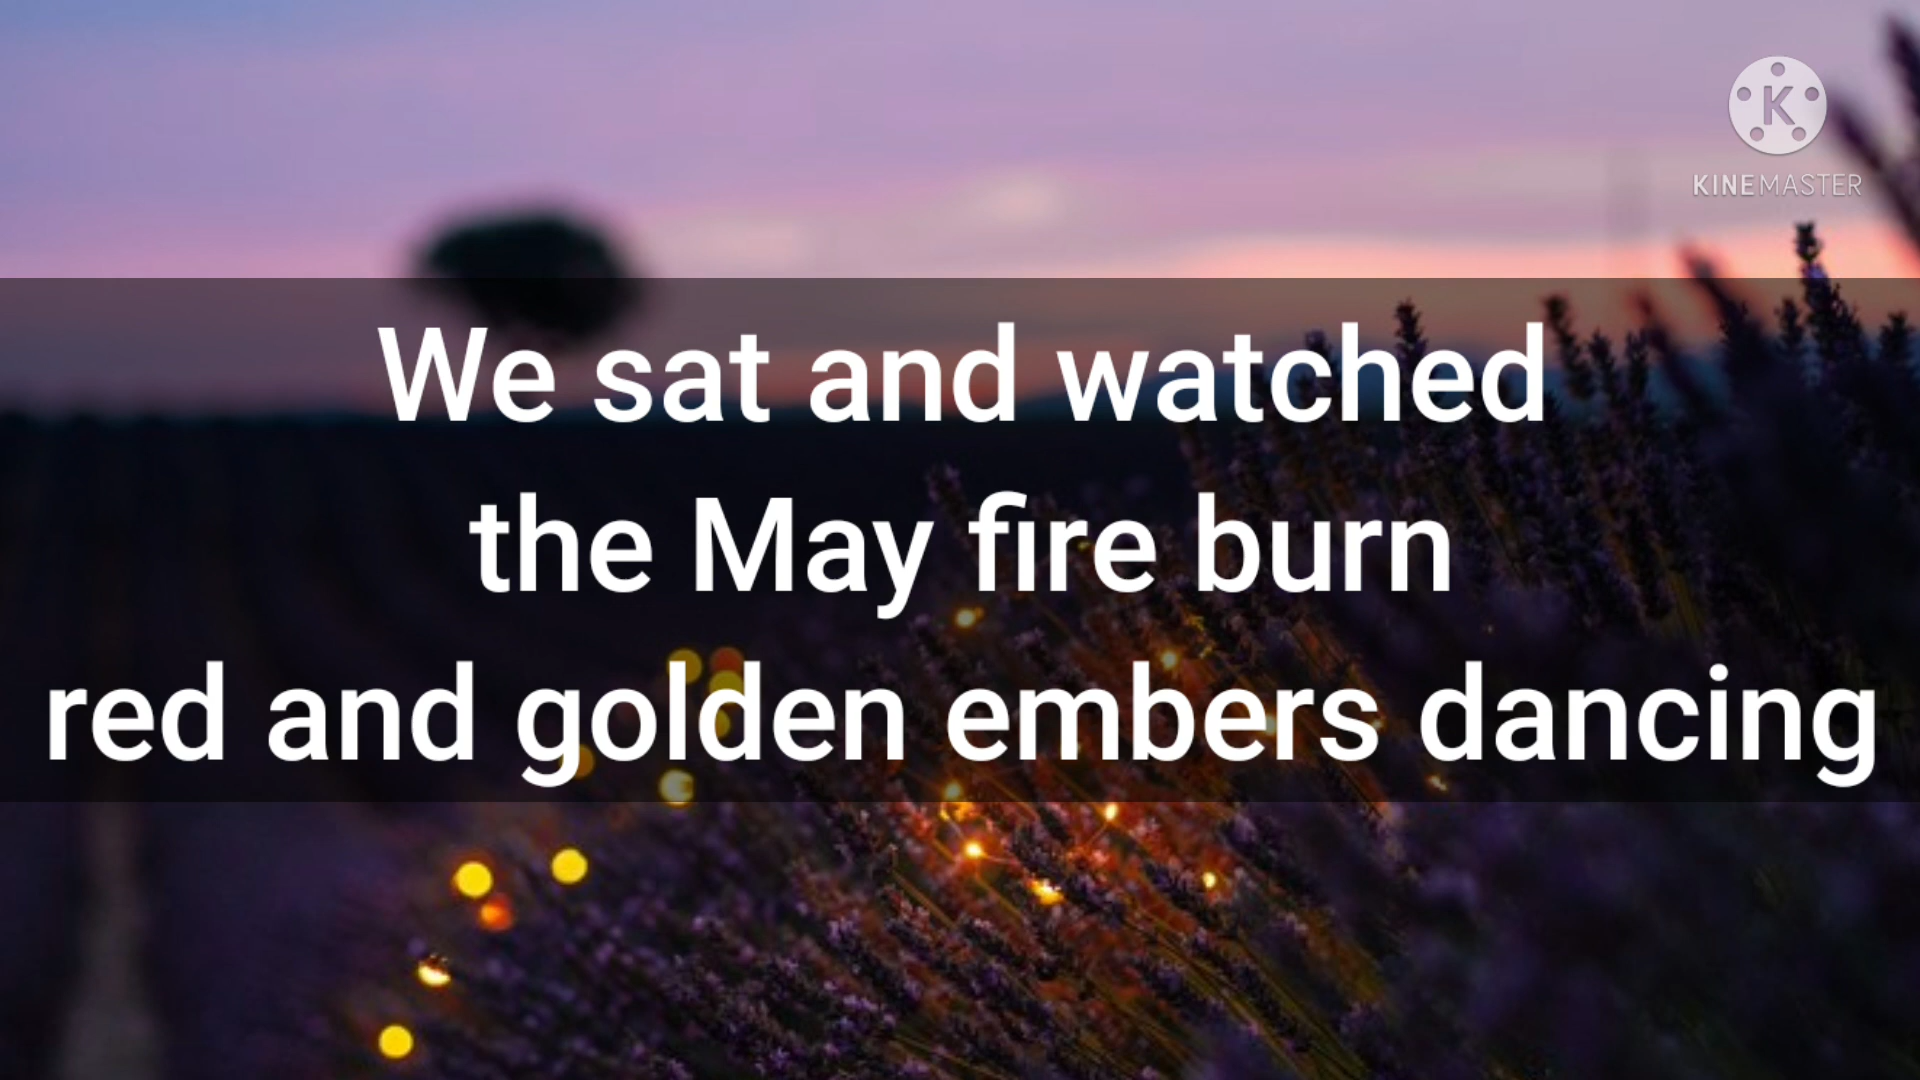 K
KINEMASTER
We sat and watched
the May fire burn
red and golden embers dancing